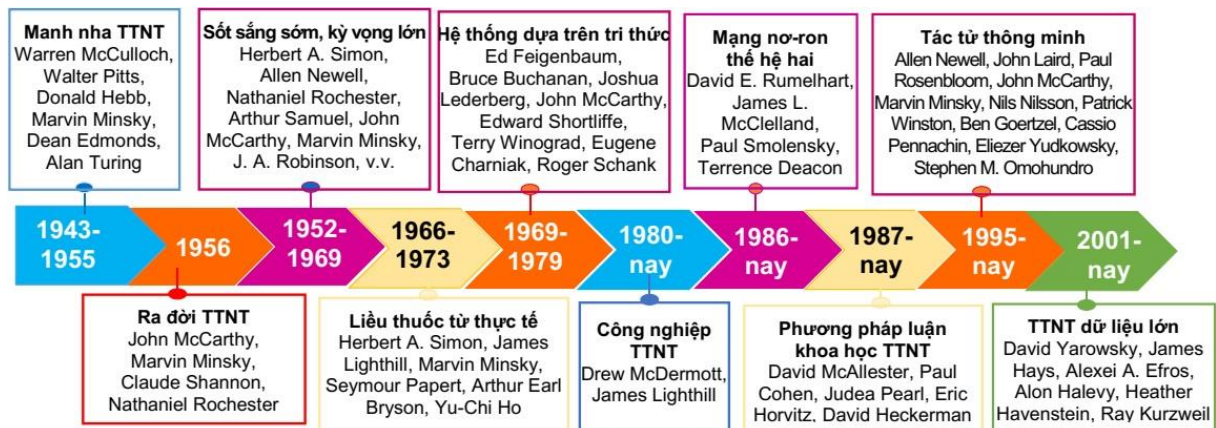 Manh nha TTNT
Warren McCulloch,
Walter Pitts,
Donald Hebb,
Marvin Minsky,
Dean Edmonds,
Alan Turing
Sốt sắng sớm, kỳ vọng lớn
Herbert A. Simon,
Allen Newell,
Nathaniel Rochester,
Arthur Samuel, John
McCarthy, Marvin Minsky,
J. A. Robinson, v.v.
Hệ thống dựa trên tri thức
Ed Feigenbaum,
Bruce Buchanan, Joshua
Lederberg, John McCarthy,
Edward Shortliffe,
Terry Winograd, Eugene
Charniak, Roger Schank
Mạng nơ-ron
thế hệ hai
David E. Rumelhart,
James L.
McClelland,
Paul Smolensky,
Terrence Deacon
Tác tử thông minh
Allen Newell, John Laird, Paul
Rosenbloom, John McCarthy,
Marvin Minsky, Nils Nilsson, Patrick
Winston, Ben Goertzel, Cassio
Pennachin, Eliezer Yudkowsky,
Stephen M. Omohundro
1943-
1955
1956
1952-
1969
1966-
1973
1969-
1979
1980-
nay
1986-
nay
1987-
nay
1995-
nay
2001-
nay
Ra đời TTNT
John McCarthy,
Marvin Minsky,
Claude Shannon,
Nathaniel Rochester
Liều thuốc từ thực tế
Herbert A. Simon, James
Lighthill, Marvin Minsky,
Seymour Papert, Arthur Earl
Bryson, Yu-Chi Ho
Công nghiệp
TTNT
Drew McDermott,
James Lighthill
Phương pháp luận
khoa học TTNT
David McAllester, Paul
Cohen, Judea Pearl, Eric
Horvitz, David Heckerman
TTNT dữ liệu lớn
David Yarowsky, James
Hays, Alexei A. Efros,
Alon Halevy, Heather
Havenstein, Ray Kurzweil